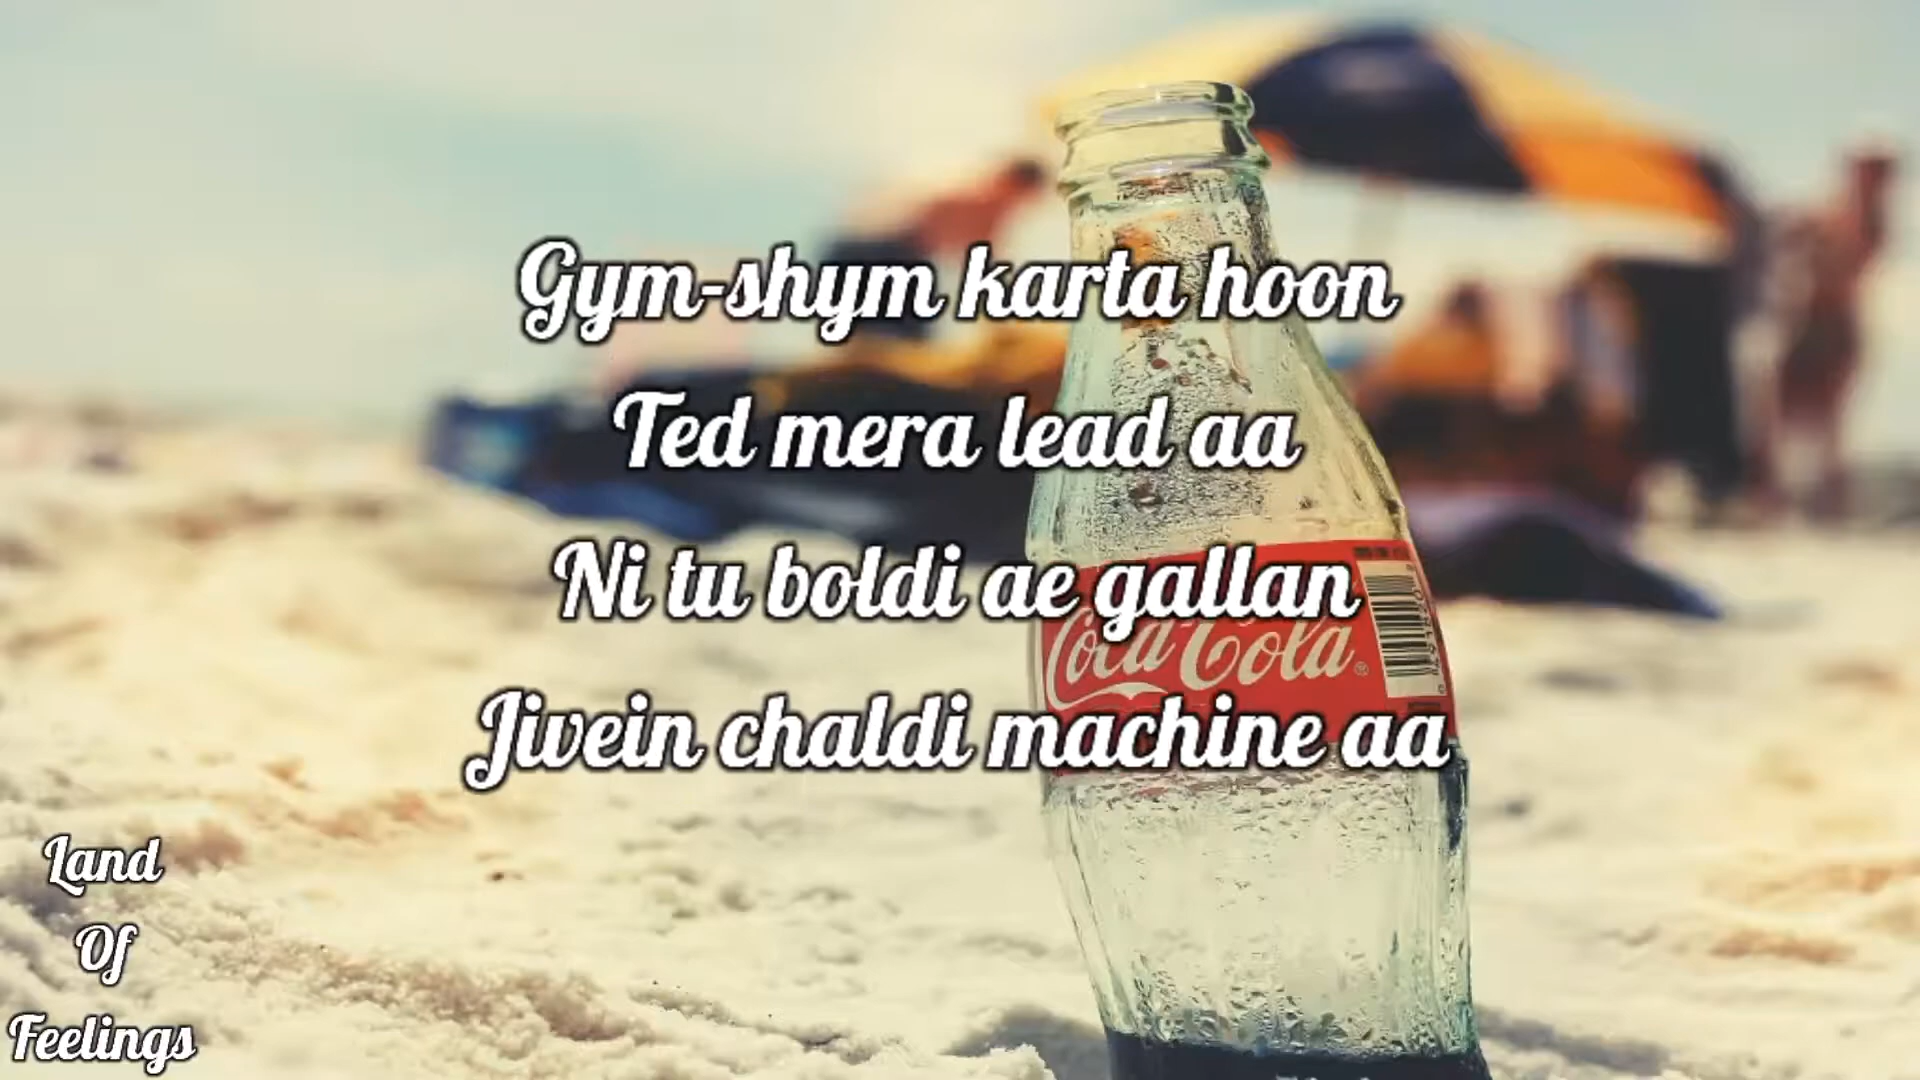 Gym-shym karta hoon
Ted mera lead aa
Ni tu boldi ae gallan
Coca-Cola
Jivein chaldi machine aa
Land
Of
Feelings